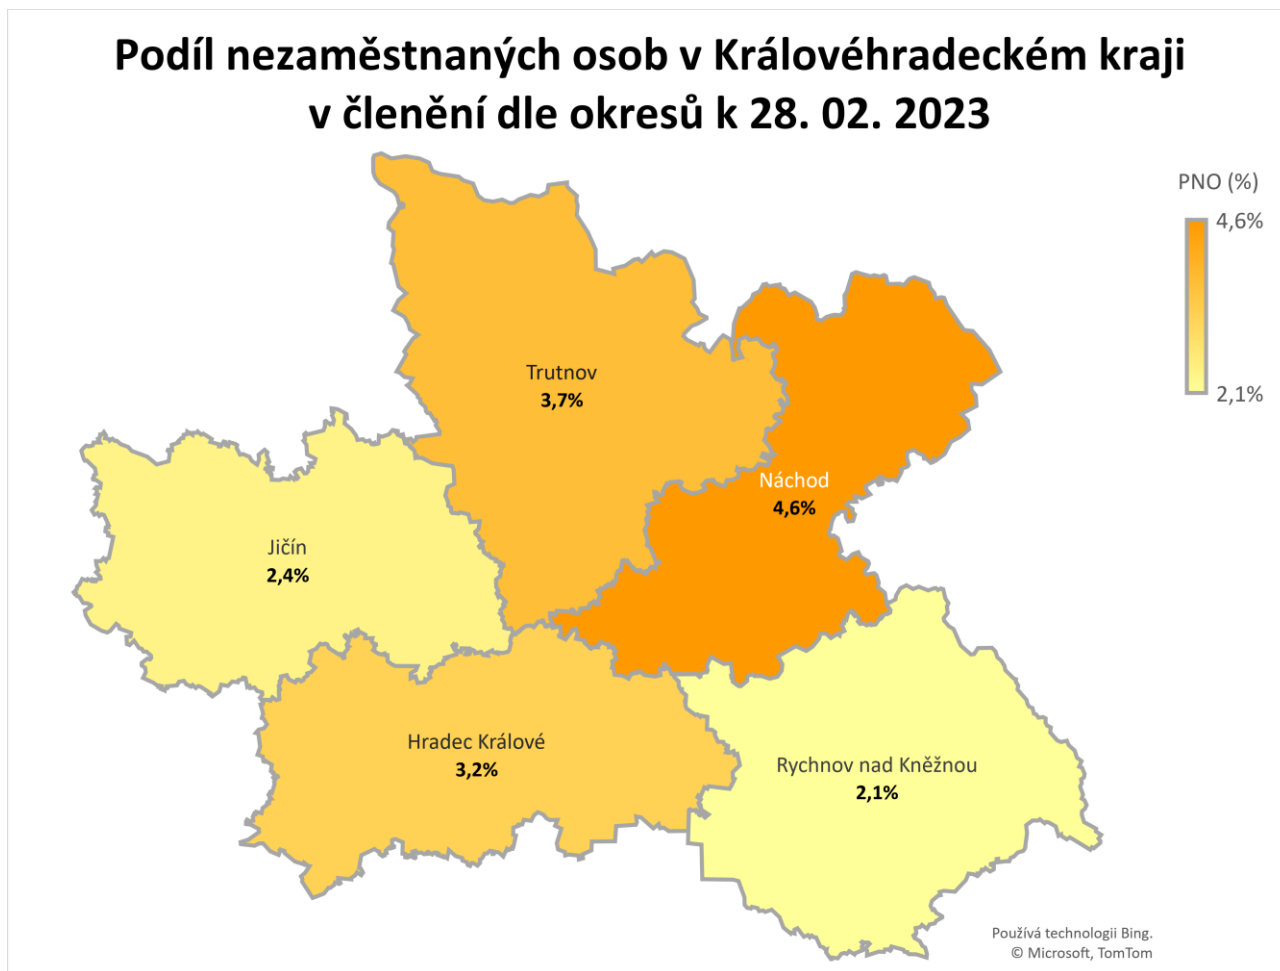 Podíl nezaměstnaných osob v Královéhradeckém kraji
v členění dle okresů k 28. 02. 2023
PNO (%)
4,6%
2,1%
Trutnov
3,7%
Náchod
4,6%
Jičín
2,4%
Hradec Králové
3,2%
Rychnov nad Kněžnou
2,1%
Používá technologii Bing.
© Microsoft, TomTom